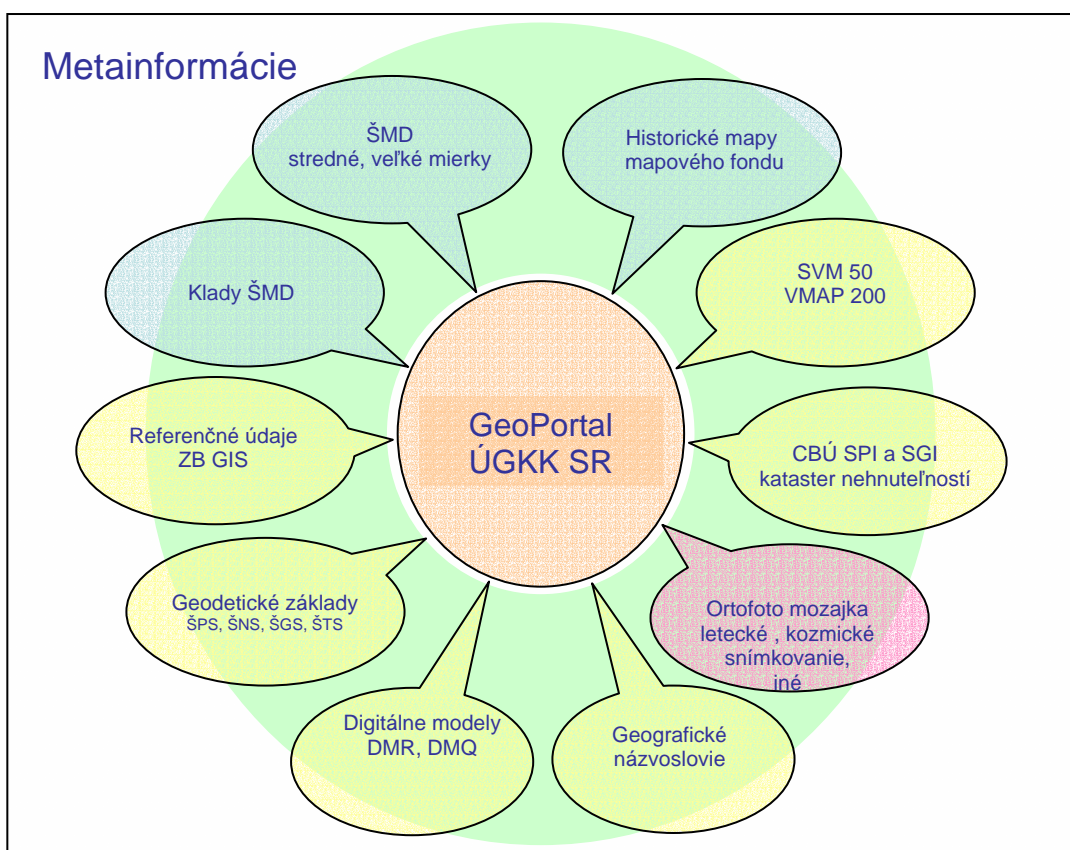 Metainformácie
ŠMD
stredné, veľké mierky
Historické mapy
mapového fondu
Klady ŠMD
SVM 50
VMAP 200
Referenčné údaje
ZB GIS
GeoPortal
ÚGKK SR
CBÚ SPI a SGI
kataster nehnuteľností
Geodetické základy
ŠPS, ŠNS, ŠGS, ŠTS
Ortofoto mozajka
letecké , kozmické
snímkovanie,
iné
Digitálne modely
DMR, DMQ
Geografické
názvoslovie